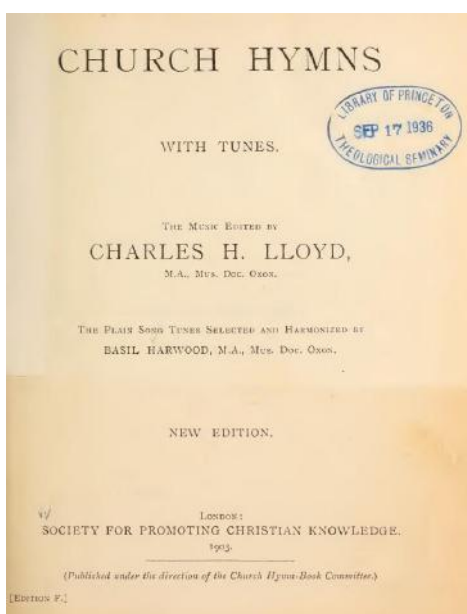 CHURCH HYMNS
LIBRARY OF PRINCETON
SEP 17 1936
THEOLOGICAL SEMINARY
WITH TUNES.
THE MUSIC EDITED BY
CHARLES H. LLOYD,
M.A., MUS. DOC. OXON.
THE PLAIN SONG TUNES SELECTED AND HARMONIZED BY
BASIL HARWOOD, M.A., MUS. DOC. OXON.
NEW EDITION.
LONDON:
SOCIETY FOR PROMOTING CHRISTIAN KNOWLEDGE.
1903.
(Published under the direction of the Church Hymn-Book Committee.)
[EDITION F.]